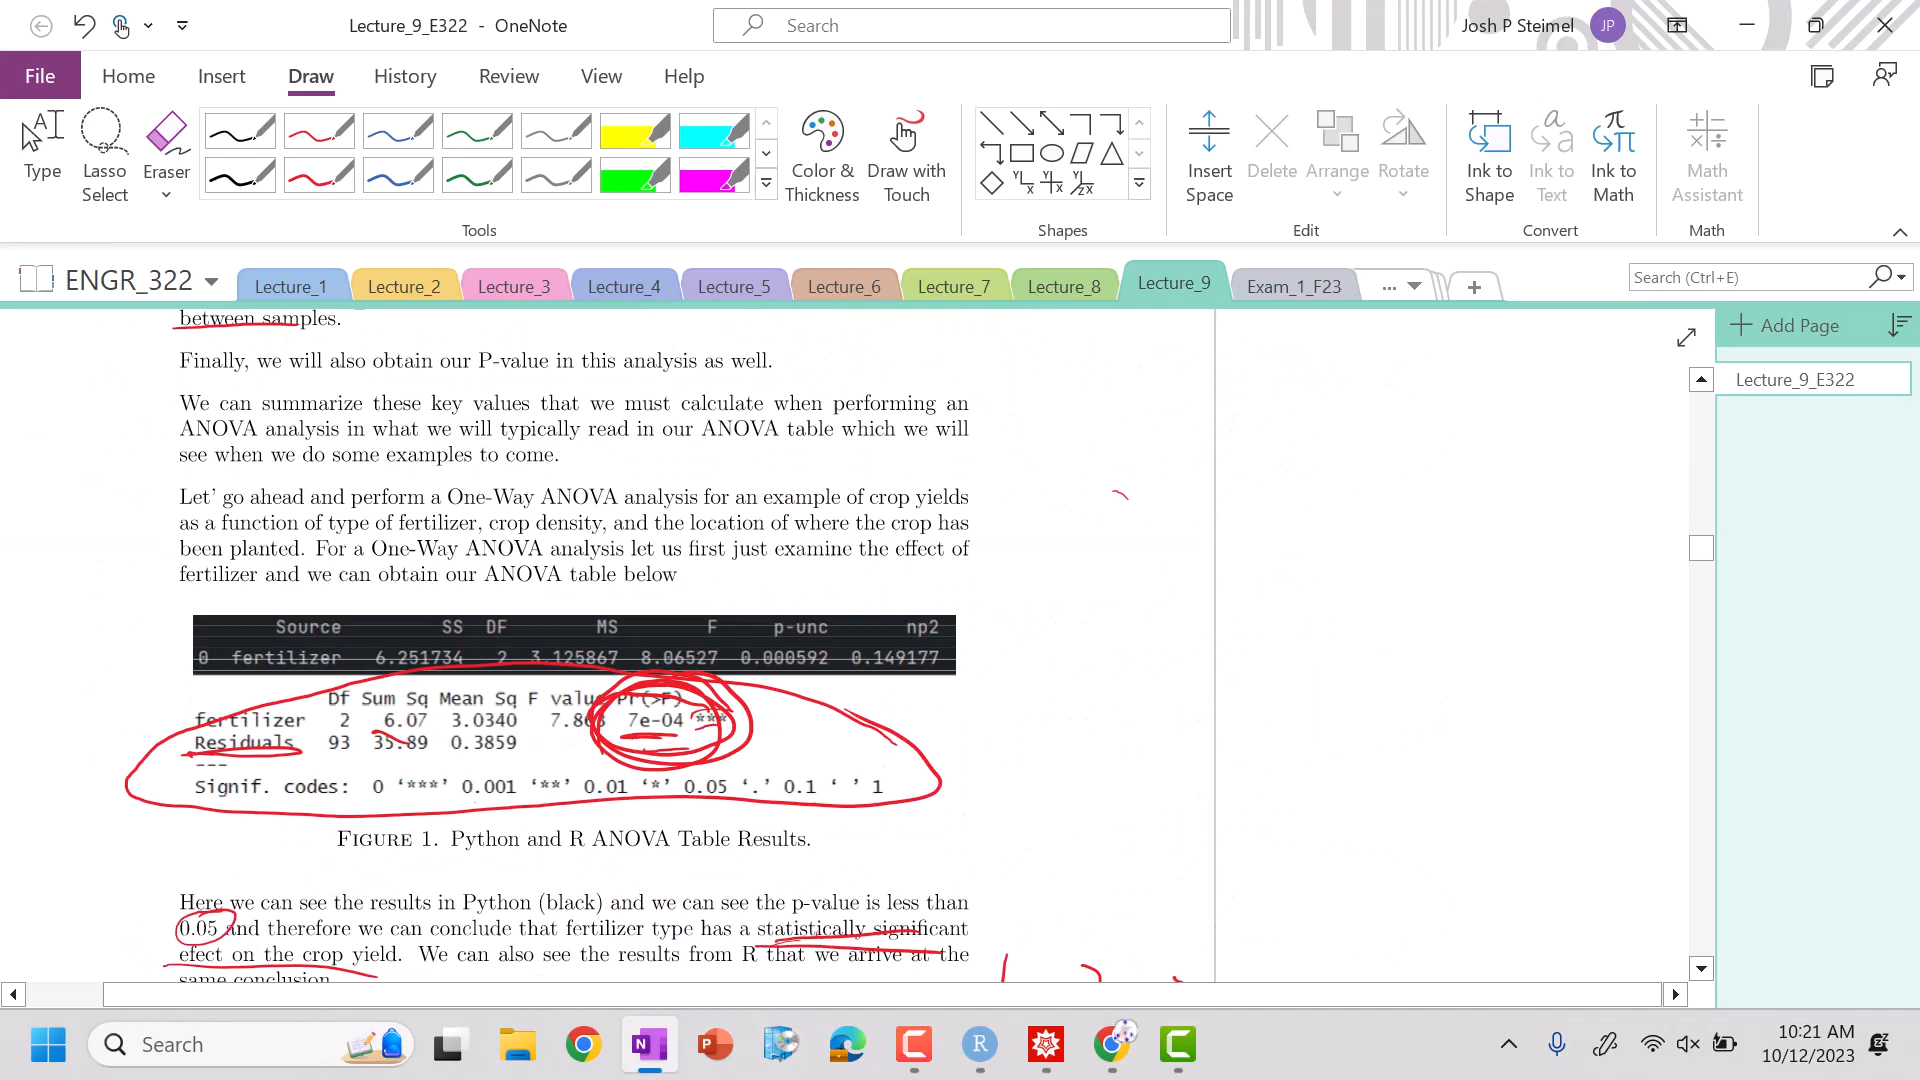 Lecture_9_E322 - OneNote
Search
Josh P Steimel
JP
File Home Insert Draw History Review View Help
Type
Lasso Select
Eraser
Color & Thickness
Draw with Touch
Insert Space
Delete
Arrange
Rotate
Ink to Shape
Ink to Text
Ink to Math
Math Assistant
Tools Shapes Edit Convert Math
ENGR_322
Lecture_1 Lecture_2 Lecture_3 Lecture_4 Lecture_5 Lecture_6 Lecture_7 Lecture_8 Lecture_9 Exam_1_F23 ...
Search (Ctrl+E)
Add Page
Lecture_9_E322
between samples.
Finally, we will also obtain our P-value in this analysis as well.
We can summarize these key values that we must calculate when performing an
ANOVA analysis in what we will typically read in our ANOVA table which we will
see when we do some examples to come.
Let' go ahead and perform a One-Way ANOVA analysis for an example of crop yields
as a function of type of fertilizer, crop density, and the location of where the crop has
been planted. For a One-Way ANOVA analysis let us first just examine the effect of
fertilizer and we can obtain our ANOVA table below
Source SS DF MS F p-unc np2
0 fertilizer 6.251734 2 3.125867 8.06527 0.000592 0.149177
Df Sum Sq Mean Sq F value Pr(>F)
fertilizer 2 6.07 3.0340 7.863 7e-04 ***
Residuals 93 35.89 0.3859
---
Signif. codes: 0 ‘***’ 0.001 ‘**’ 0.01 ‘*’ 0.05 ‘.’ 0.1 ‘ ’ 1
FIGURE 1. Python and R ANOVA Table Results.
Here we can see the results in Python (black) and we can see the p-value is less than
0.05 and therefore we can conclude that fertilizer type has a statistically significant
efect on the crop yield. We can also see the results from R that we arrive at the
same conclusion
Search
10:21 AM
10/12/2023